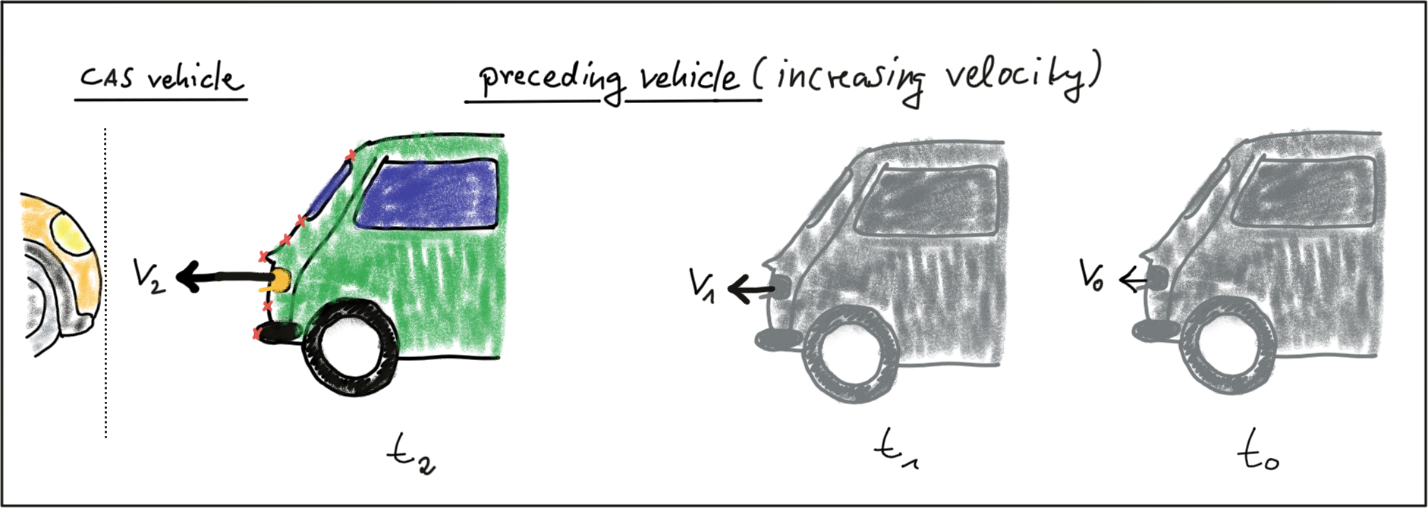 CAS vehicle
preceding vehicle (increasing velocity)
V₂
V₁
V₀
t₂
t₁
t₀